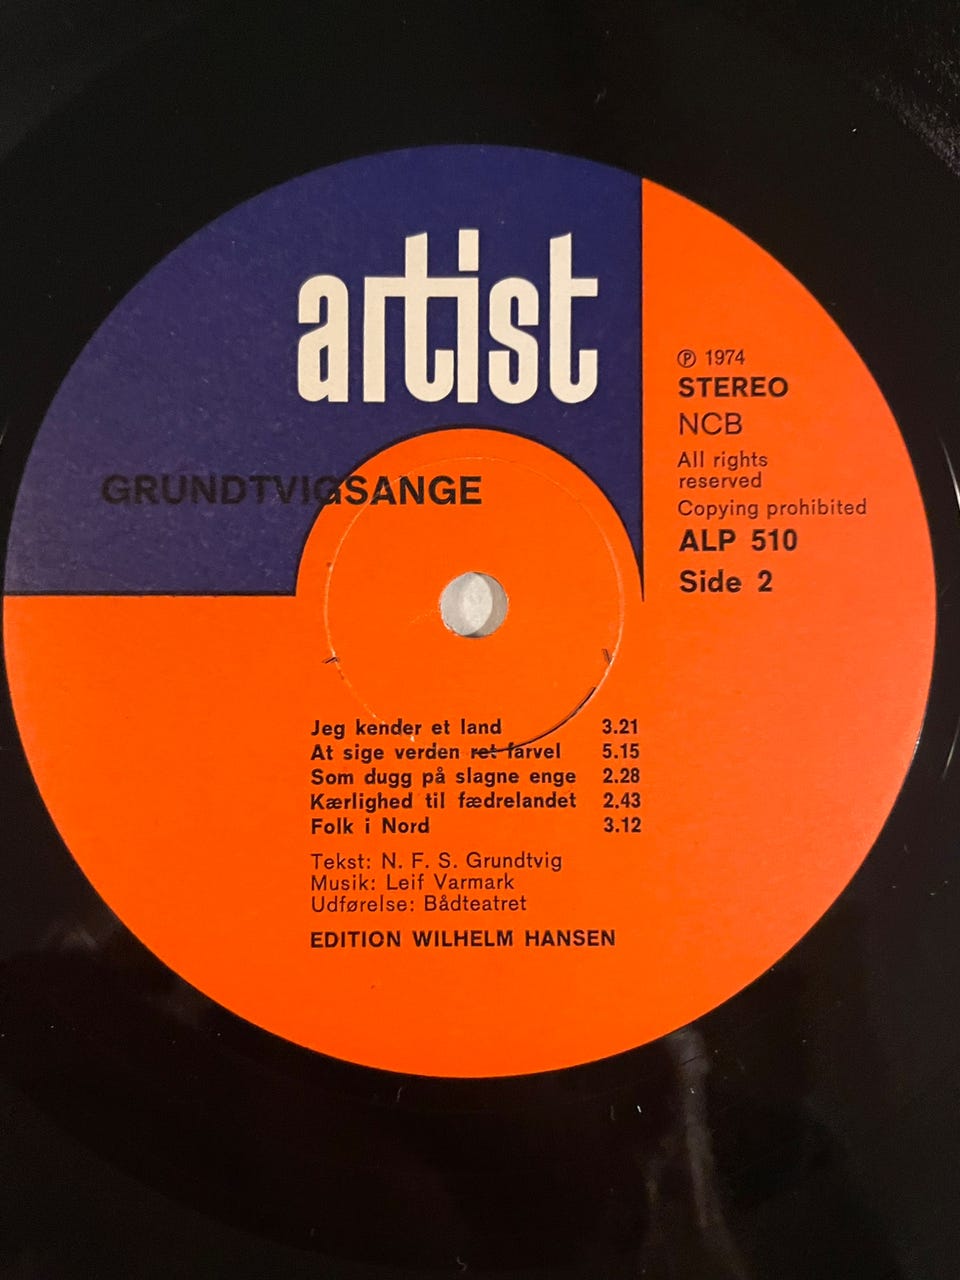 artist
GRUNDTVIGSANGE
℗ 1974
STEREO
NCB
All rights
reserved
Copying prohibited
ALP 510
Side 2
Jeg kender et land 3.21
At sige verden ret farvel 5.15
Som dugg på slagne enge 2.28
Kærlighed til fædrelandet 2,43
Folk i Nord 3.12
Tekst: N. F. S. Grundtvig
Musik: Leif Varmark
Udførelse: Bådteatret
EDITION WILHELM HANSEN